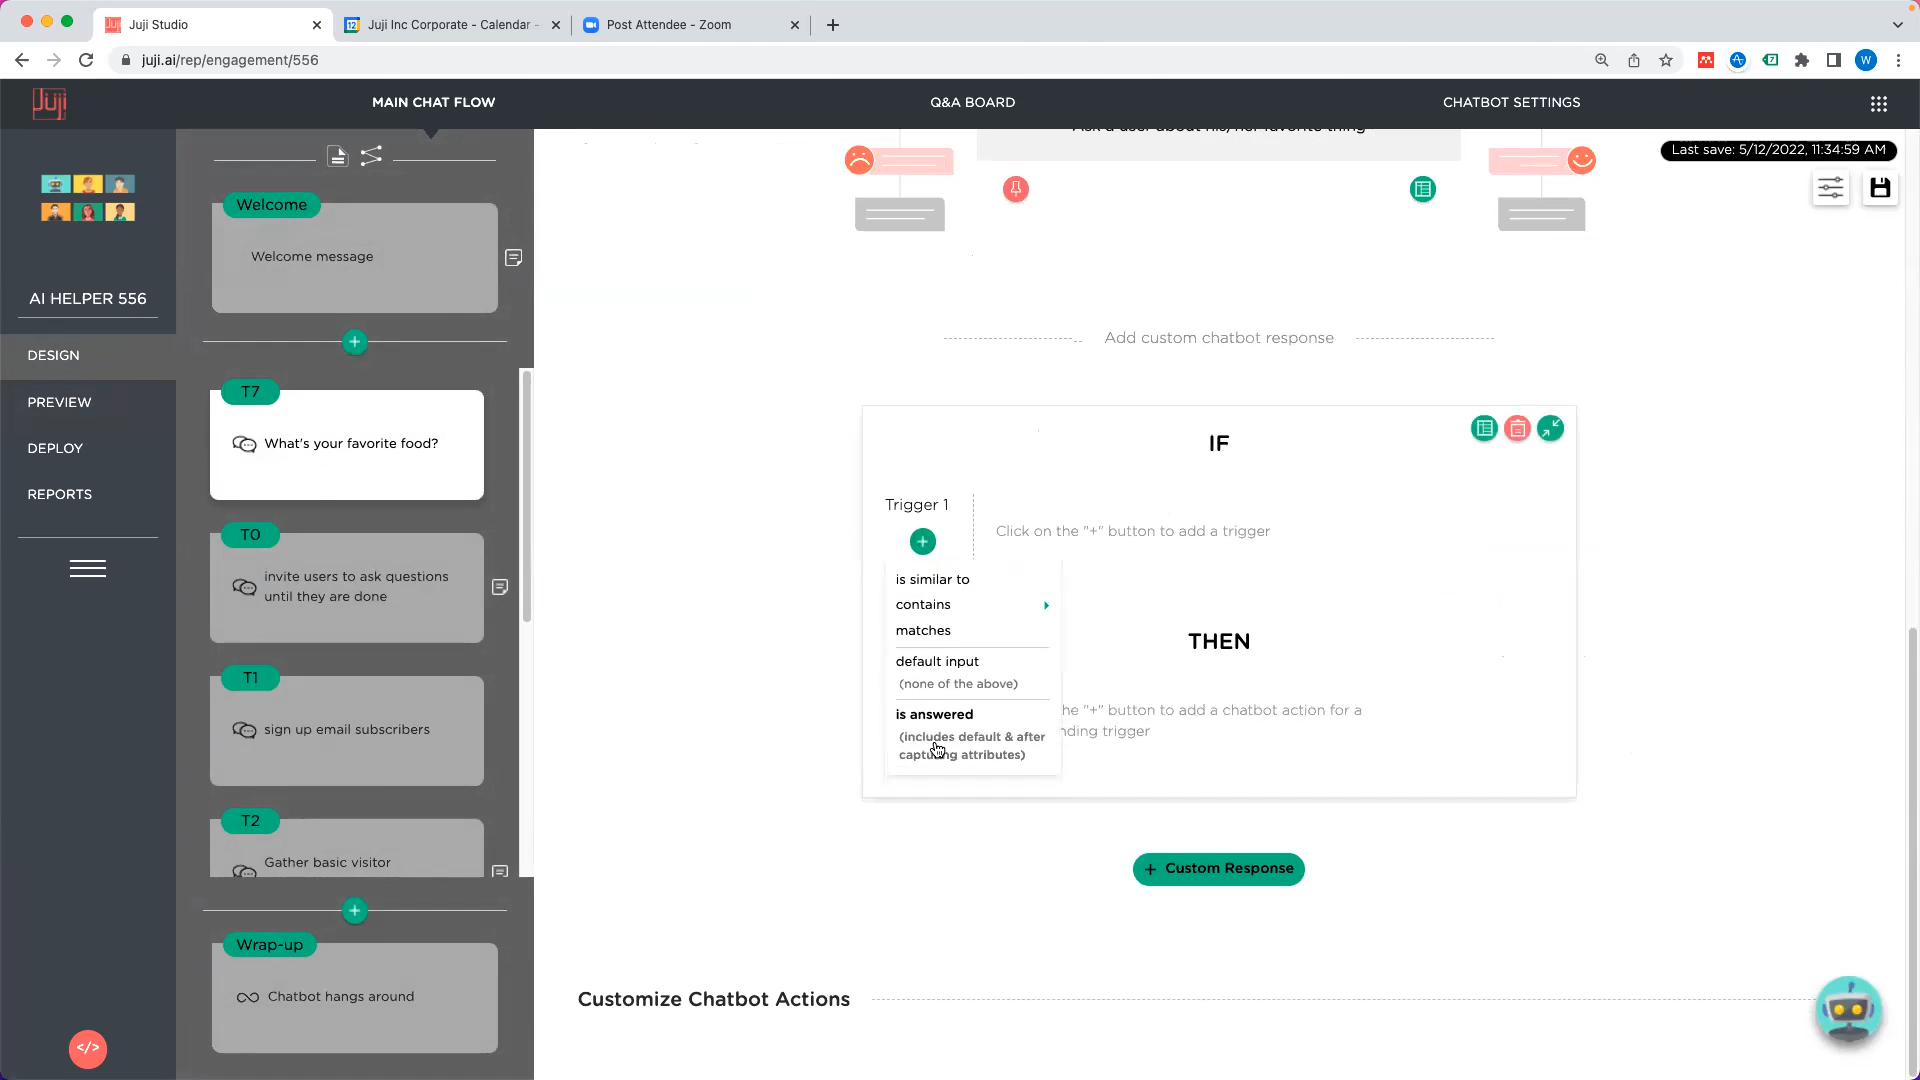 Juji Studio
12
Juji Inc Corporate - Calendar -
Post Attendee - Zoom
juji.ai/rep/engagement/556
W
Juji
MAIN CHAT FLOW
Q&A BOARD
CHATBOT SETTINGS
Ask a user about his/her favorite thing
Last save: 5/12/2022, 11:34:59 AM
AI HELPER 556
DESIGN
PREVIEW
DEPLOY
REPORTS
</>
Welcome
Welcome message
T7
What's your favorite food?
T0
invite users to ask questions
until they are done
T1
sign up email subscribers
T2
Gather basic visitor
Wrap-up
Chatbot hangs around
Add custom chatbot response
IF
Trigger 1
Click on the "+" button to add a trigger
is similar to
contains
matches
default input
(none of the above)
is answered
(includes default & after
capturing attributes)
THEN
he "+" button to add a chatbot action for a
nding trigger
+ Custom Response
Customize Chatbot Actions